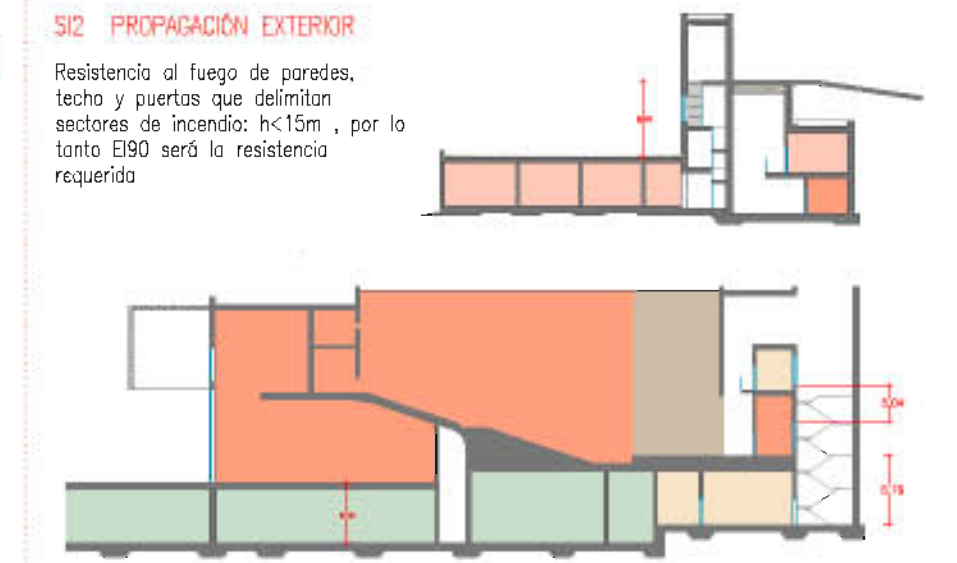 SI2 PROPAGACIÓN EXTERIOR
Resistencia al fuego de paredes,
techo y puertas que delimitan
sectores de incendio: h<15m , por lo
tanto EI90 será la resistencia
requerida